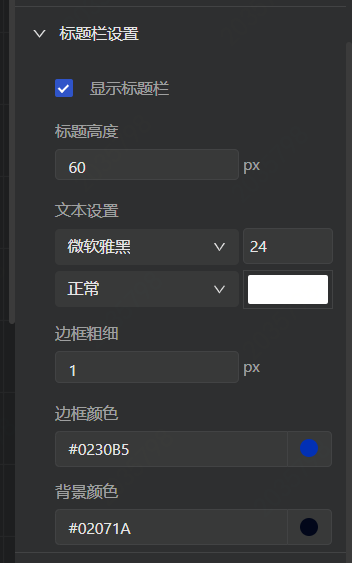 标题栏设置
显示标题栏
标题高度
60 px
文本设置
微软雅黑 24
正常
边框粗细
1 px
边框颜色
#0230B5
背景颜色
#02071A